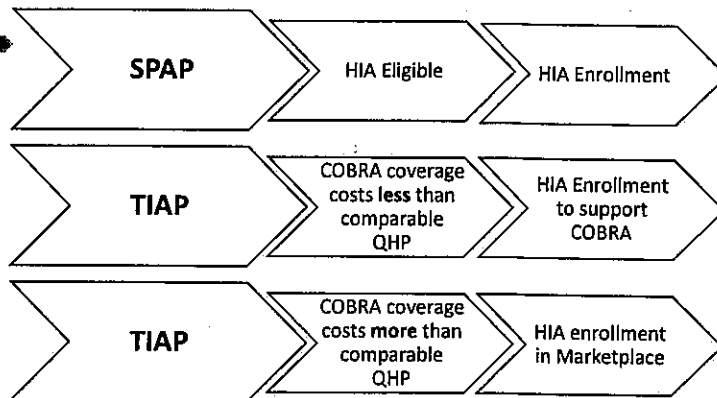 SPAP
HIA Eligible
HIA Enrollment
TIAP
COBRA coverage
costs less than
comparable
QHP
HIA Enrollment
to support
COBRA
TIAP
COBRA coverage
costs more than
comparable
QHP
HIA enrollment
in Marketplace